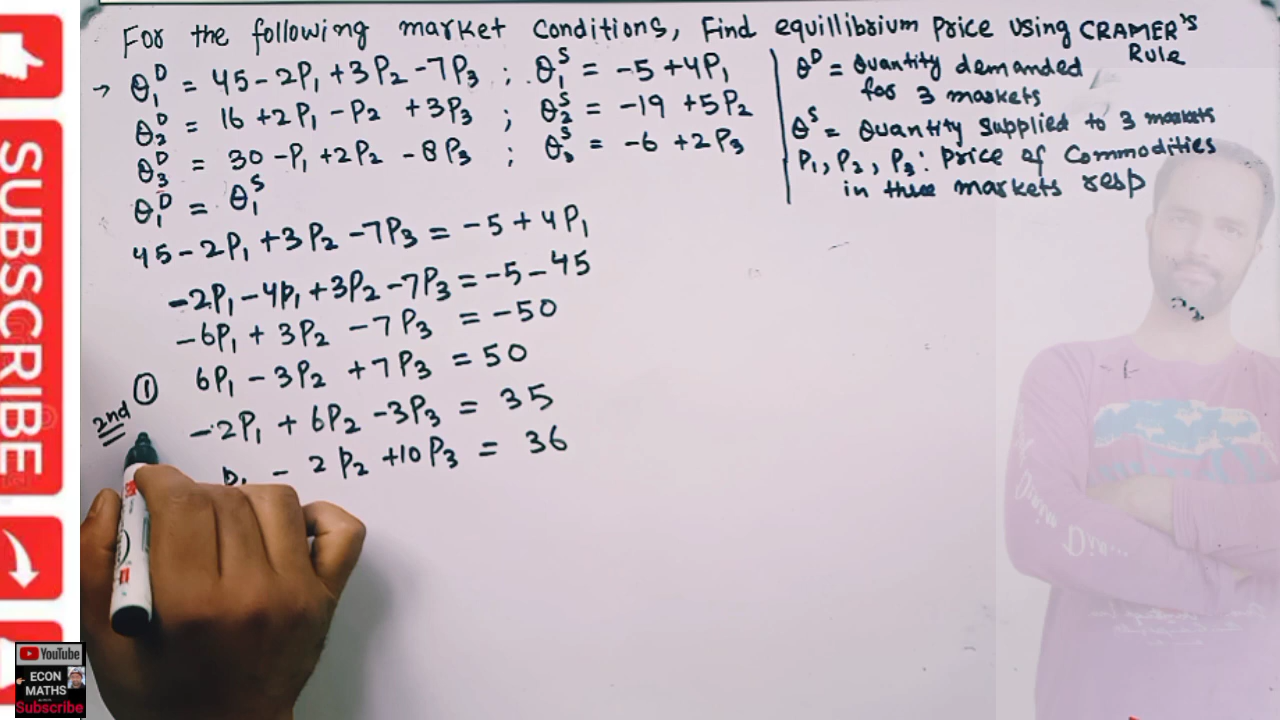 For the following market Conditions, Find equillibrium Price using CRAMER'S Rule
→ Q₁ᴰ = 45 - 2P₁ + 3P₂ - 7P₃ ; Q₁ˢ = -5 + 4P₁
Q₂ᴰ = 16 + 2P₁ - P₂ + 3P₃ ; Q₂ˢ = -19 + 5P₂
Q₃ᴰ = 30 - P₁ + 2P₂ - 8P₃ ; Q₃ˢ = -6 + 2P₃
Qᴰ = Quantity demanded
for 3 markets
Qˢ = Quantity Supplied to 3 markets
P₁, P₂, P₃ : Price of Commodities
in three markets resp
Q₁ᴰ = Q₁ˢ
45 - 2P₁ + 3P₂ - 7P₃ = -5 + 4P₁
-2P₁ - 4P₁ + 3P₂ - 7P₃ = -5 - 45
-6P₁ + 3P₂ - 7P₃ = -50
① 6P₁ - 3P₂ + 7P₃ = 50
2nd -2P₁ + 6P₂ - 3P₃ = 35
P₁ - 2P₂ + 10P₃ = 36
SUBSCRIBE
YouTube
ECON
MATHS
Subscribe